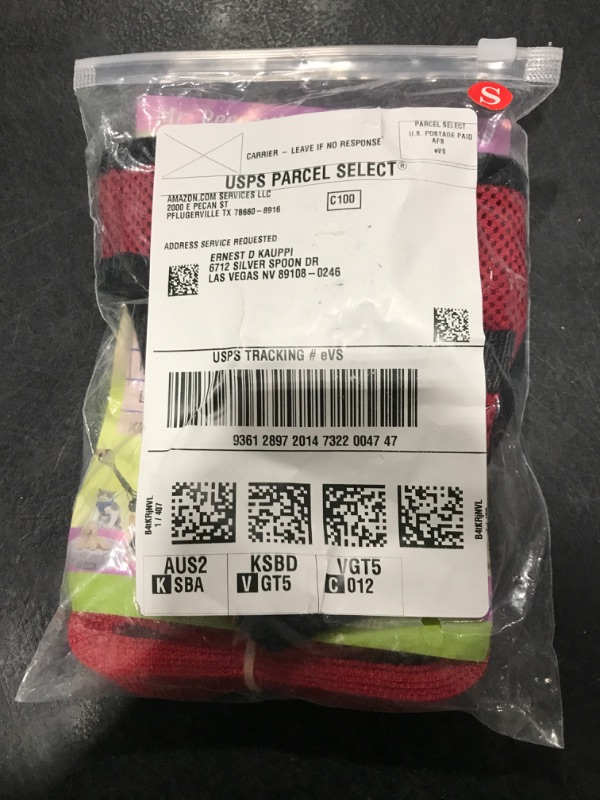 S
CARRIER – LEAVE IF NO RESPONSE
PARCEL SELECT
U.S. POSTAGE PAID
AFS
eVS
USPS PARCEL SELECT®
AMAZON.COM SERVICES LLC
2000 E PECAN ST
PFLUGERVILLE TX 78660–8916
C100
ADDRESS SERVICE REQUESTED
ERNEST D KAUPPI
6712 SILVER SPOON DR
LAS VEGAS NV 89108–0246
USPS TRACKING # eVS
9361 2897 2014 7322 0047 47
B4tKRjNVL
1 / 407
B4tKRjNVL
AUS2
K SBA
KSBD
V GT5
VGT5
C 012